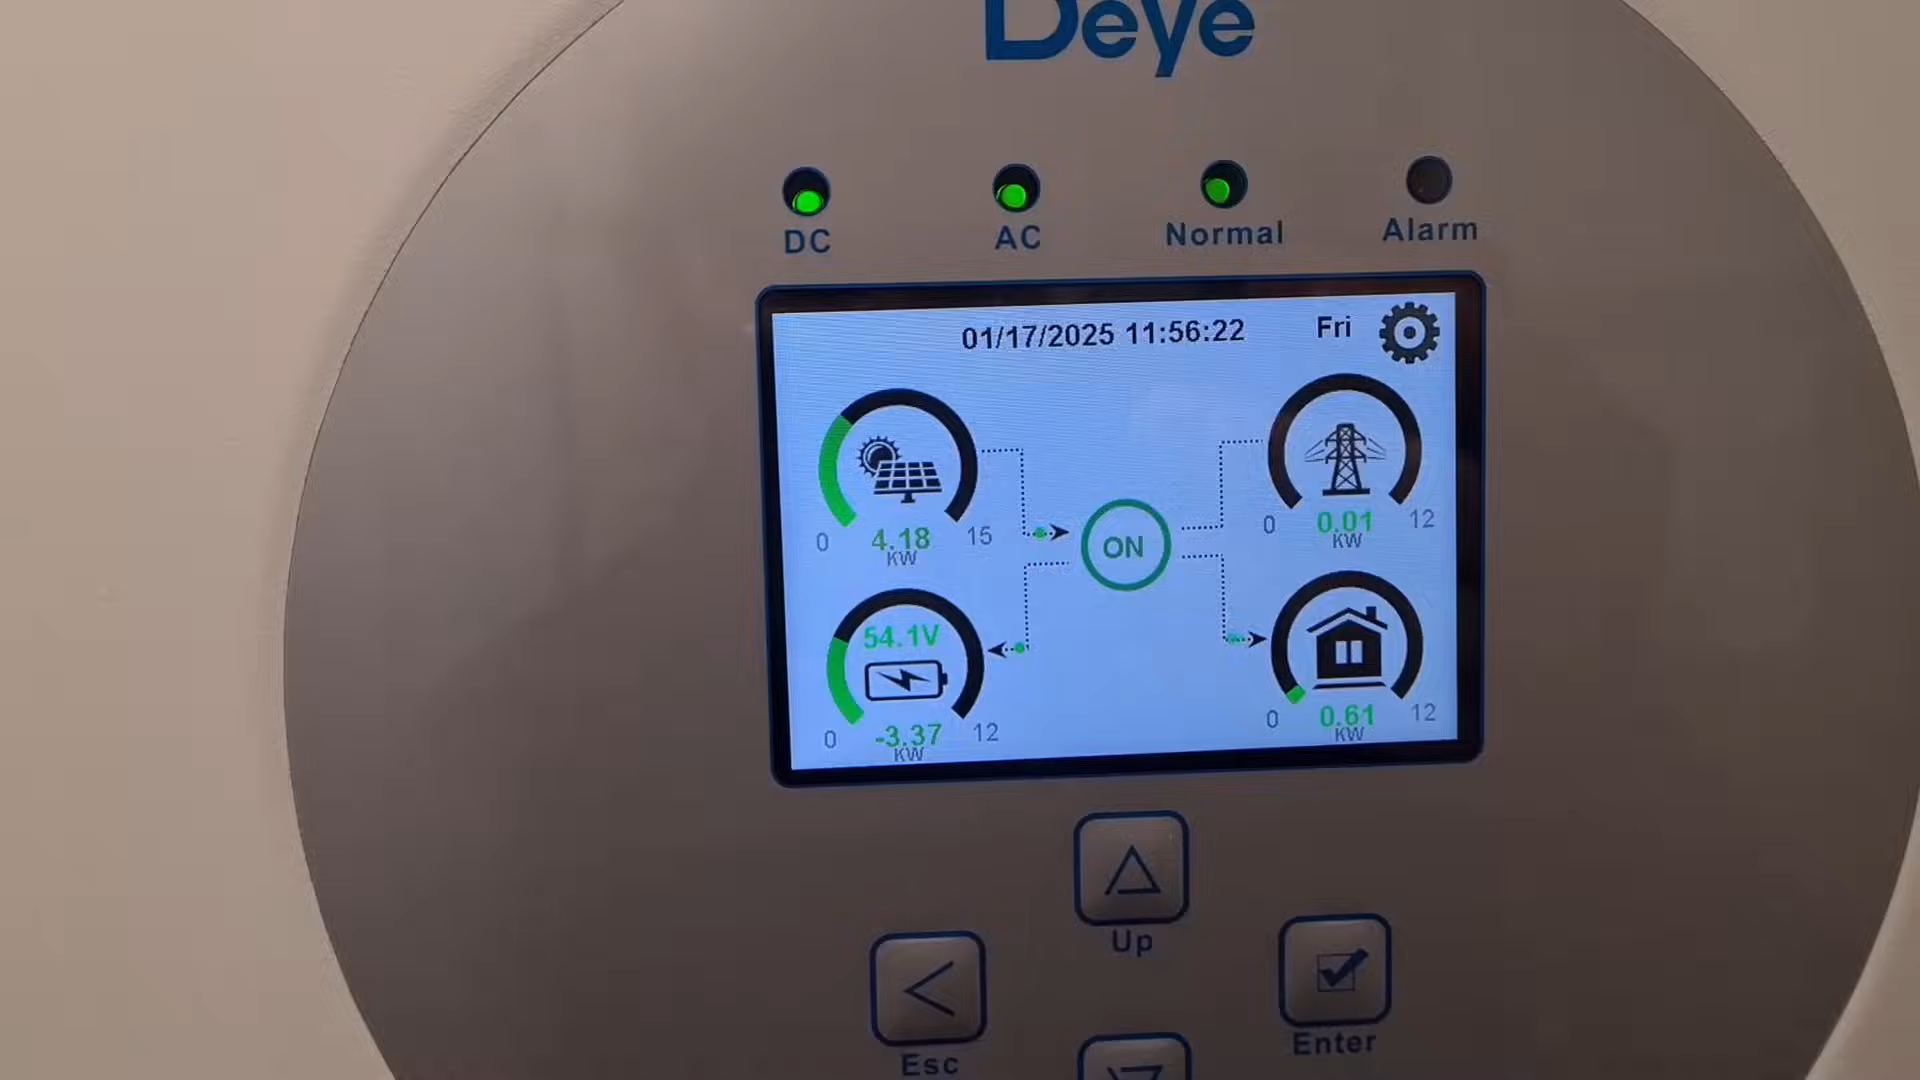 Deye
DC AC Normal Alarm
01/17/2025 11:56:22 Fri
0 4.18 15
KW
0 0.01 12
KW
ON
54.1V
0 -3.37 12
KW
0 0.61 12
KW
Up
Esc
Enter